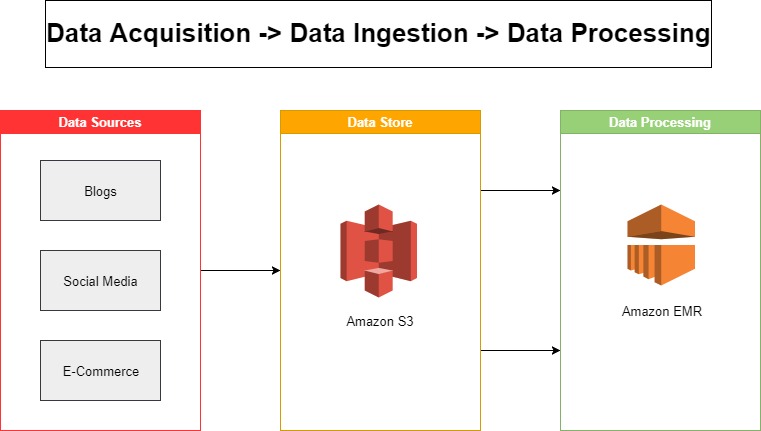 Data Acquisition -> Data Ingestion -> Data Processing
Data Sources
Blogs
Social Media
E-Commerce
Data Store
Amazon S3
Data Processing
Amazon EMR